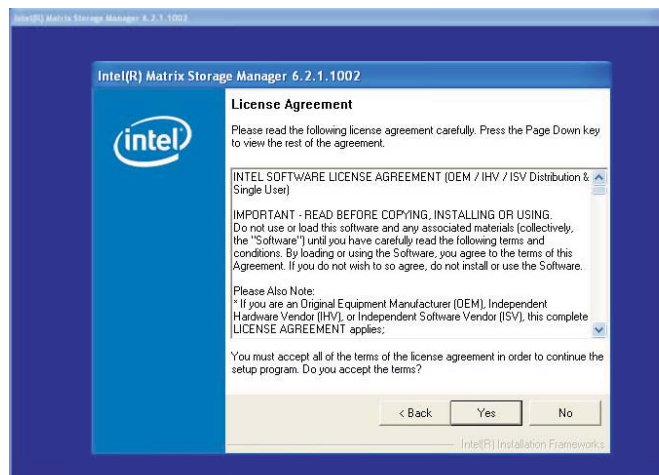 Intel(R) Matrix Storage Manager 6.2.1.1002
Intel(R) Matrix Storage Manager 6.2.1.1002
intel
License Agreement
Please read the following license agreement carefully. Press the Page Down key
to view the rest of the agreement.
INTEL SOFTWARE LICENSE AGREEMENT (OEM / IHV / ISV Distribution &
Single User)
IMPORTANT - READ BEFORE COPYING, INSTALLING OR USING.
Do not use or load this software and any associated materials (collectively,
the "Software") until you have carefully read the following terms and
conditions. By loading or using the Software, you agree to the terms of this
Agreement. If you do not wish to so agree, do not install or use the Software.
Please Also Note:
* If you are an Original Equipment Manufacturer (OEM), Independent
Hardware Vendor (IHV), or Independent Software Vendor (ISV), this complete
LICENSE AGREEMENT applies;
You must accept all of the terms of the license agreement in order to continue the
setup program. Do you accept the terms?
< Back Yes No
Intel(R) Installation Frameworks